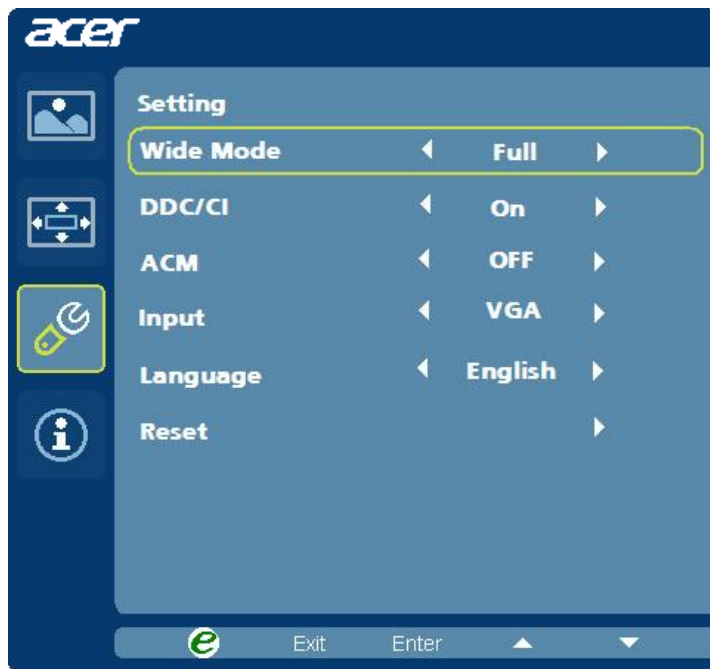 acer
Setting
Wide Mode Full
DDC/CI On
ACM OFF
Input VGA
Language English
Reset
e Exit Enter